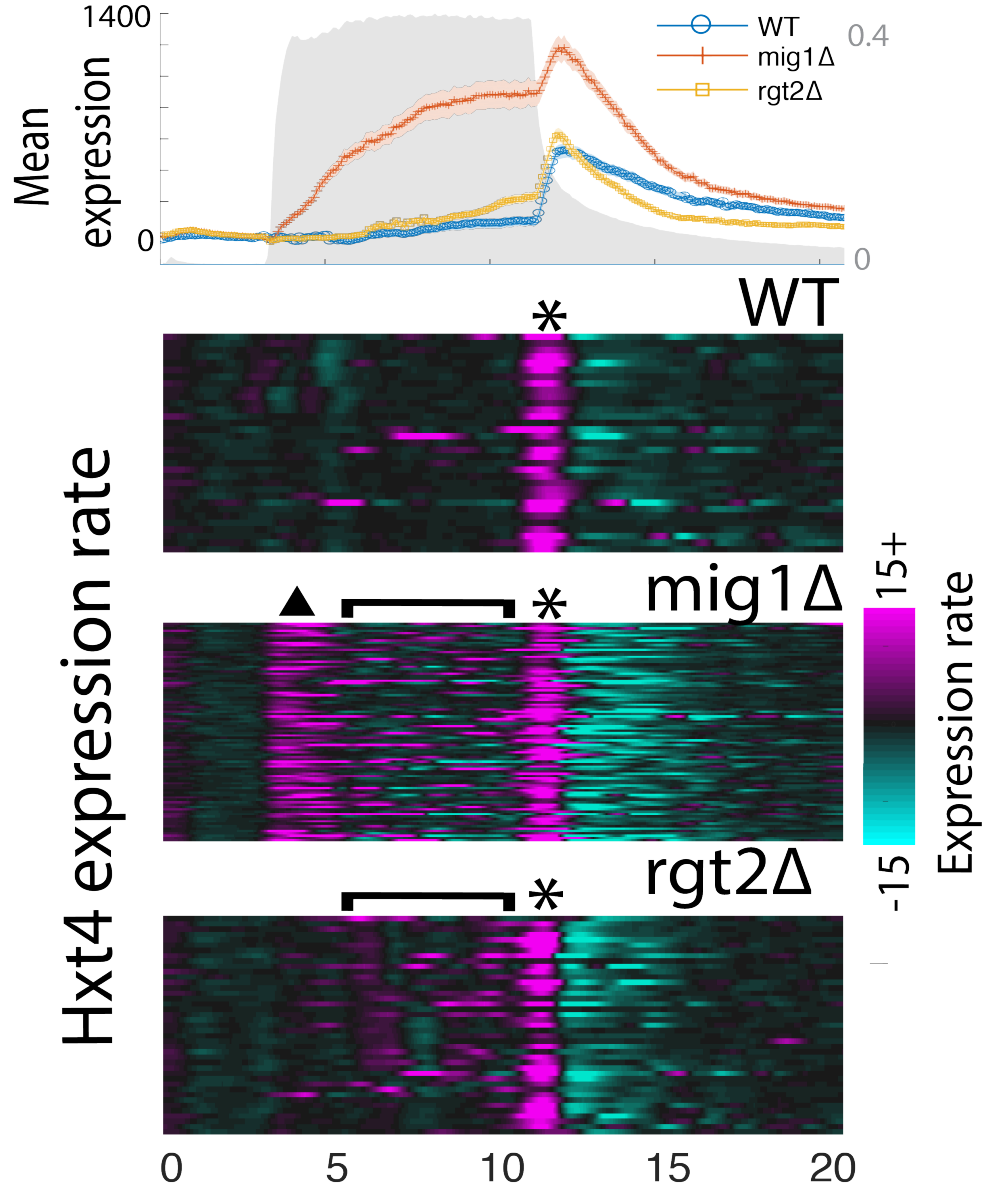 1400
WT
mig1Δ
rgt2Δ
0.4
Mean
expression
0
0
*
WT
mig1Δ
*
rgt2Δ
*
Hxt4 expression rate
15+
Expression rate
-15
0 5 10 15 20